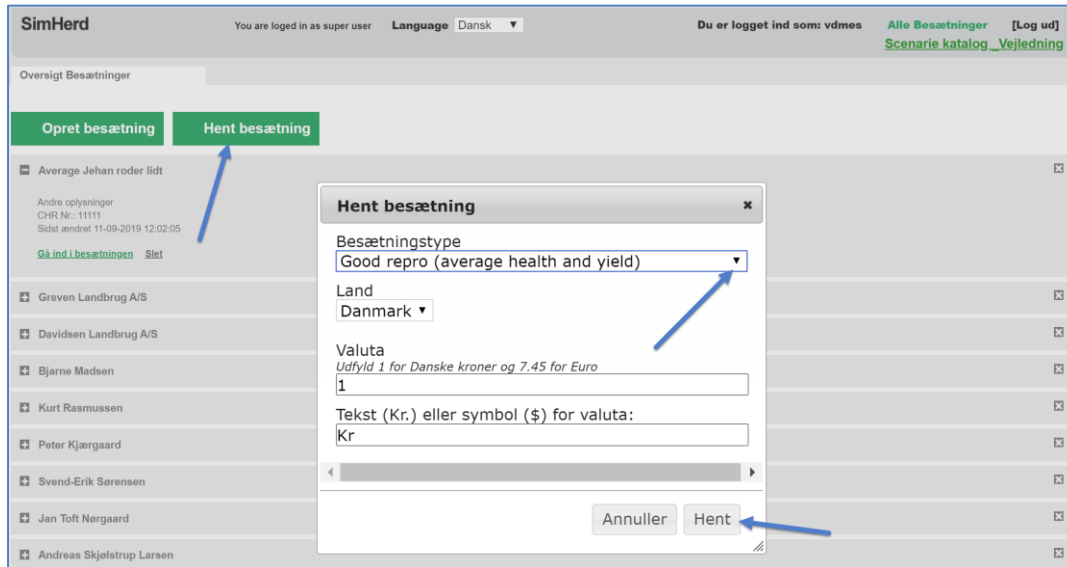 SimHerd
You are loged in as super user
Language Dansk
Du er logget ind som: vdmes
Alle Besætninger
[Log ud]
Scenarie katalog _Vejledning
Oversigt Besætninger
Opret besætning
Hent besætning
Average Jehan roder lidt
Andre oplysninger
CHR Nr.: 11111
Sidst ændret 11-09-2019 12:02:05
Gå ind i besætningen Slet
Greven Landbrug A/S
Davidsen Landbrug A/S
Bjarne Madsen
Kurt Rasmussen
Peter Kjærgaard
Svend-Erik Sørensen
Jan Toft Nørgaard
Andreas Skjølstrup Larsen
Hent besætning
Besætningstype
Good repro (average health and yield)
Land
Danmark
Valuta
Udfyld 1 for Danske kroner og 7.45 for Euro
1
Tekst (Kr.) eller symbol ($) for valuta:
Kr
Annuller
Hent